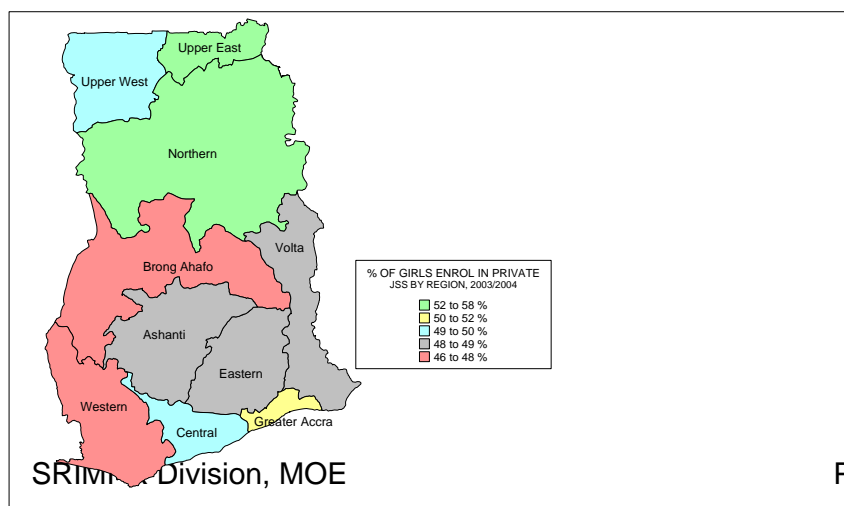 Upper East
Upper West
Northern
Volta
Brong Ahafo
% OF GIRLS ENROL IN PRIVATE
JSS BY REGION, 2003/2004
52 to 58 %
50 to 52 %
49 to 50 %
48 to 49 %
46 to 48 %
Ashanti
Eastern
Western
Greater Accra
Central
Division, MOE